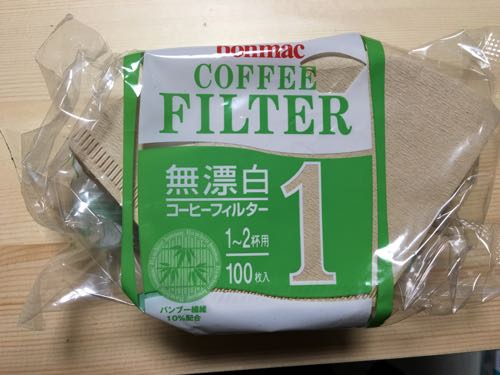 bonmac
COFFEE
FILTER
無漂白
コーヒーフィルター
1
1〜2杯用
100枚入
バンブー繊維
10%配合